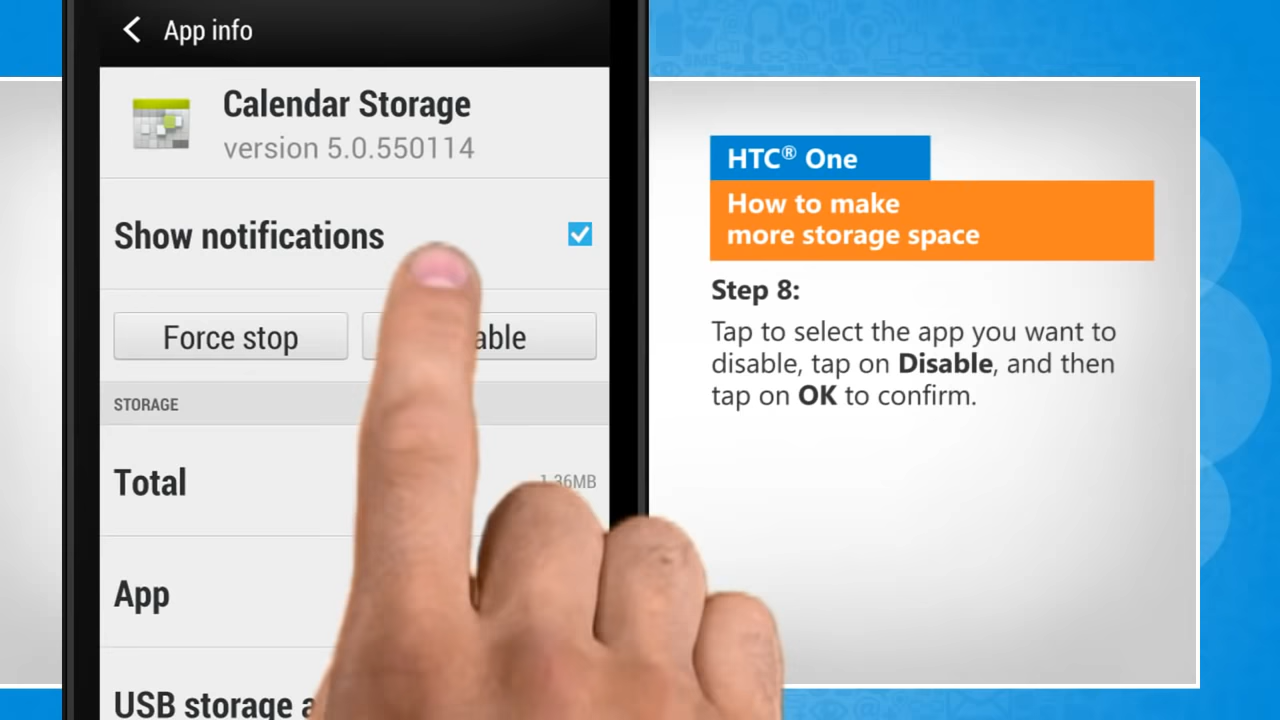 App info
Calendar Storage
version 5.0.550114
Show notifications
Force stop
STORAGE
Total
App
USB storage
HTC® One
How to make
more storage space
Step 8:
Tap to select the app you want to
disable, tap on Disable, and then
tap on OK to confirm.